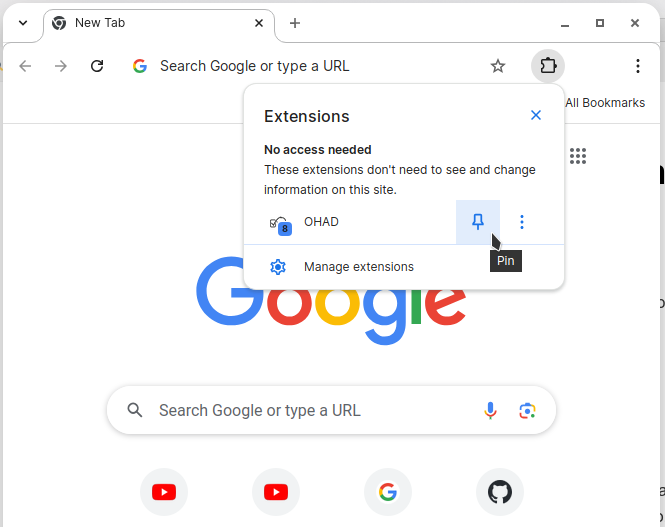 New Tab
Search Google or type a URL
All Bookmarks
Extensions
No access needed
These extensions don't need to see and change
information on this site.
8
OHAD
Pin
Manage extensions
Google
Search Google or type a URL